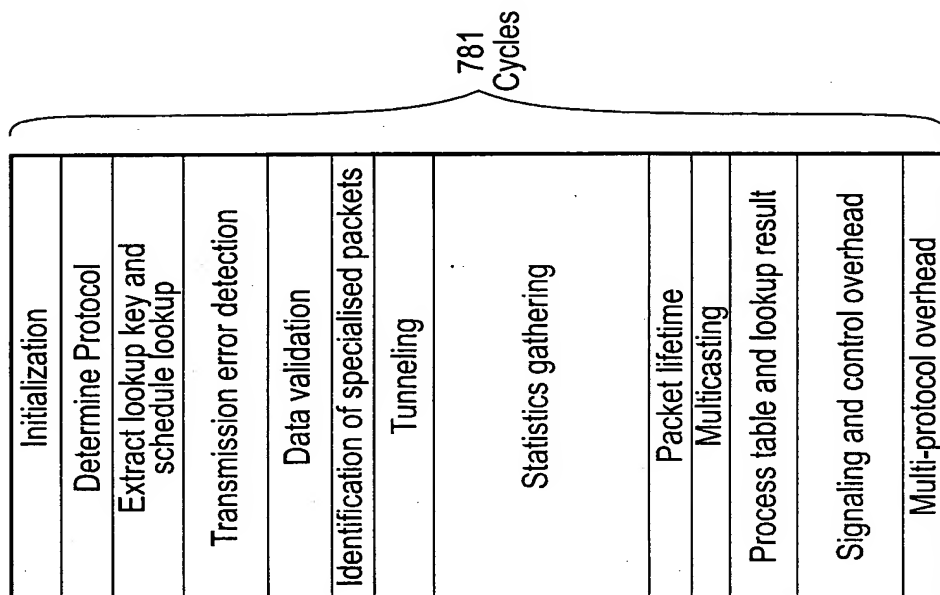 Initialization
Determine Protocol
Extract lookup key and
schedule lookup
Transmission error detection
Data validation
Identification of specialised packets
Tunneling
Statistics gathering
Packet lifetime
Multicasting
Process table and lookup result
Signaling and control overhead
Multi-protocol overhead
781
Cycles